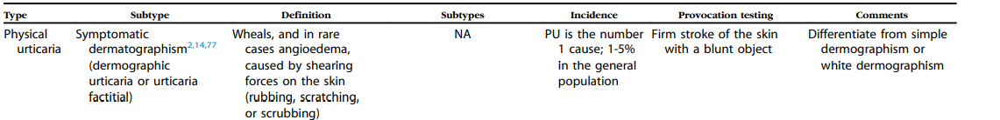 Type Subtype Definition Subtypes Incidence Provocation testing Comments
Physical Symptomatic Wheals, and in rare NA PU is the number Firm stroke of the skin Differentiate from simple
urticaria dermatographism2,14,77 cases angioedema, 1 cause; 1-5% with a blunt object dermographism or
(dermographic caused by shearing in the general white dermographism
urticaria or urticaria forces on the skin population
factitial) (rubbing, scratching,
or scrubbing)